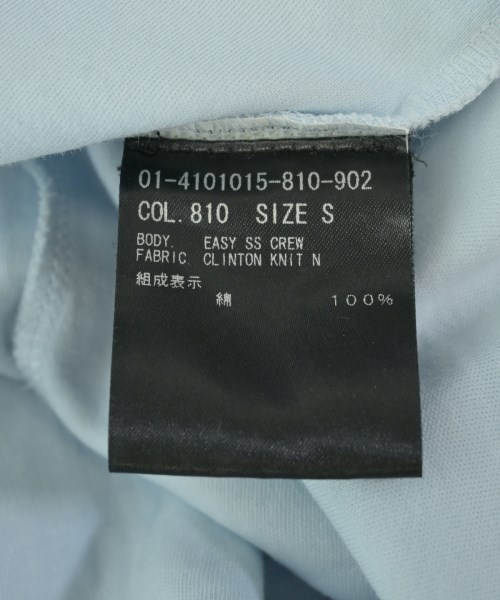 01-4101015-810-902
COL.810 SIZE S
BODY. EASY SS CREW
FABRIC CLINTON KNIT N
組成表示
綿 100%